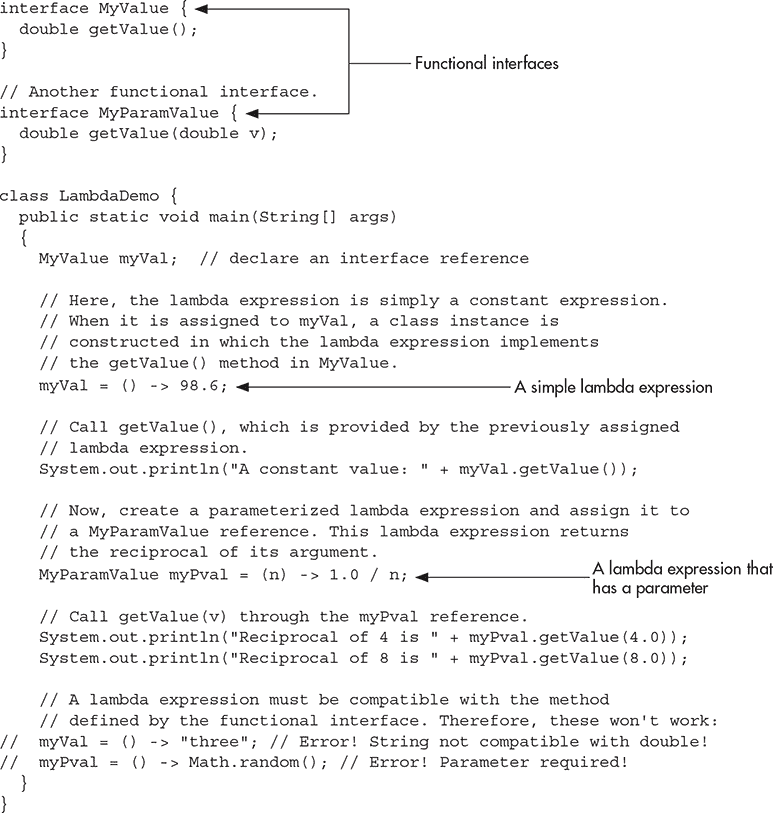 interface MyValue {
  double getValue();
}
Functional interfaces
// Another functional interface.
interface MyParamValue {
  double getValue(double v);
}
class LambdaDemo {
  public static void main(String[] args)
  {
    MyValue myVal;  // declare an interface reference
    // Here, the lambda expression is simply a constant expression.
    // When it is assigned to myVal, a class instance is
    // constructed in which the lambda expression implements
    // the getValue() method in MyValue.
    myVal = () -> 98.6;
A simple lambda expression
    // Call getValue(), which is provided by the previously assigned
    // lambda expression.
    System.out.println("A constant value: " + myVal.getValue());
    // Now, create a parameterized lambda expression and assign it to
    // a MyParamValue reference. This lambda expression returns
    // the reciprocal of its argument.
    MyParamValue myPval = (n) -> 1.0 / n;
A lambda expression that
has a parameter
    // Call getValue(v) through the myPval reference.
    System.out.println("Reciprocal of 4 is " + myPval.getValue(4.0));
    System.out.println("Reciprocal of 8 is " + myPval.getValue(8.0));
    // A lambda expression must be compatible with the method
    // defined by the functional interface. Therefore, these won't work:
//  myVal = () -> "three"; // Error! String not compatible with double!
//  myPval = () -> Math.random(); // Error! Parameter required!
  }
}